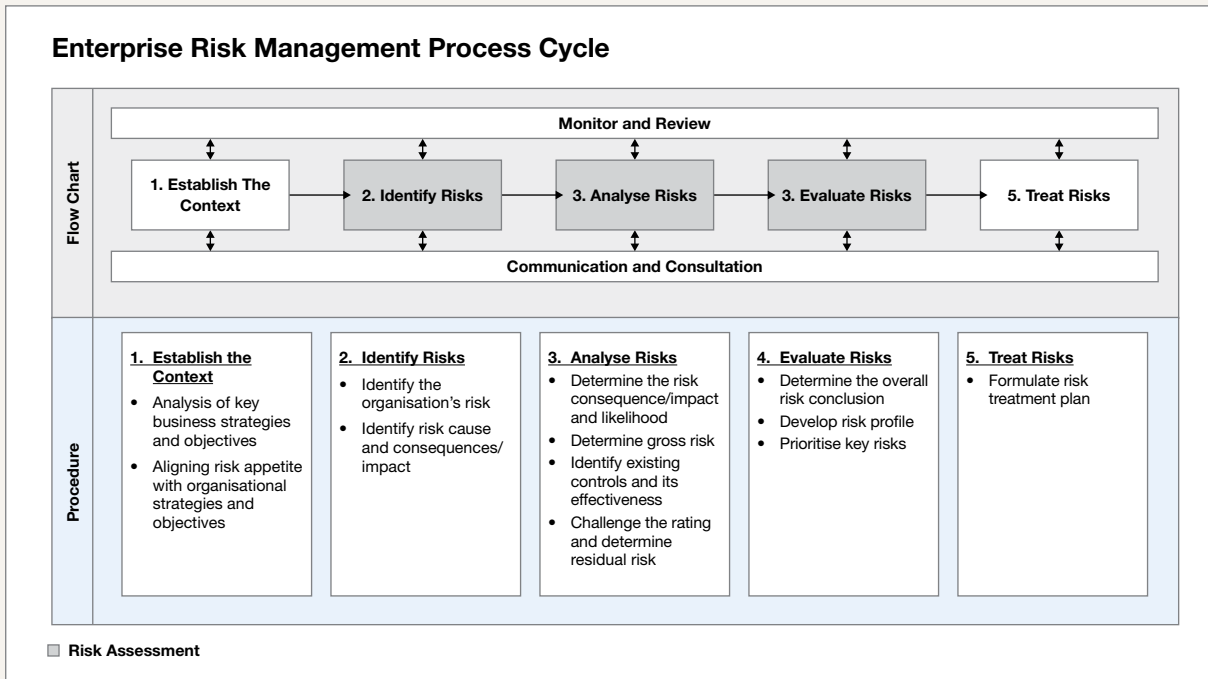 Enterprise Risk Management Process Cycle
Flow Chart
Monitor and Review
1. Establish The
Context
2. Identify Risks
3. Analyse Risks
3. Evaluate Risks
5. Treat Risks
Communication and Consultation
Procedure
1. Establish the
Context
• Analysis of key
business strategies
and objectives
• Aligning risk appetite
with organisational
strategies and
objectives
2. Identify Risks
• Identify the
organisation’s risk
• Identify risk cause
and consequences/
impact
3. Analyse Risks
• Determine the risk
consequence/impact
and likelihood
• Determine gross risk
• Identify existing
controls and its
effectiveness
• Challenge the rating
and determine
residual risk
4. Evaluate Risks
• Determine the overall
risk conclusion
• Develop risk profile
• Prioritise key risks
5. Treat Risks
• Formulate risk
treatment plan
Risk Assessment